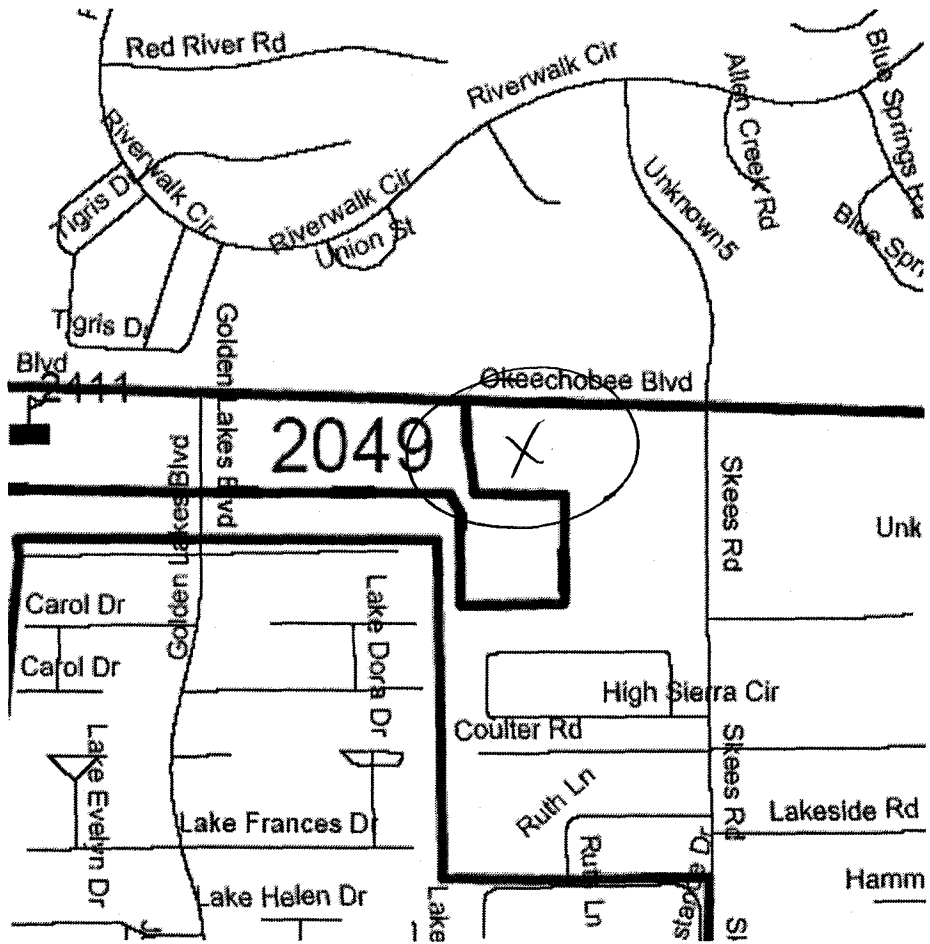 Red River Rd
Riverwalk Cir
Allen Creek Rd
Blue Springs
Riverwalk Cir
Tigris Dr
Riverwalk Cir
Union St
Unknown5
Blue Spri
Tigris Dr
Golden Lakes Blvd
Blvd
Okeechobee Blvd
2049
X
Golden Lakes Blvd
Skees Rd
Unk
Carol Dr
Lake Dora Dr
Carol Dr
High Sierra Cir
Coulter Rd
Lake Evelyn Dr
Skees Rd
Ruth Ln
Lakeside Rd
Lake Frances Dr
Ruth Ln
Lake Helen Dr
Lake
Hamm